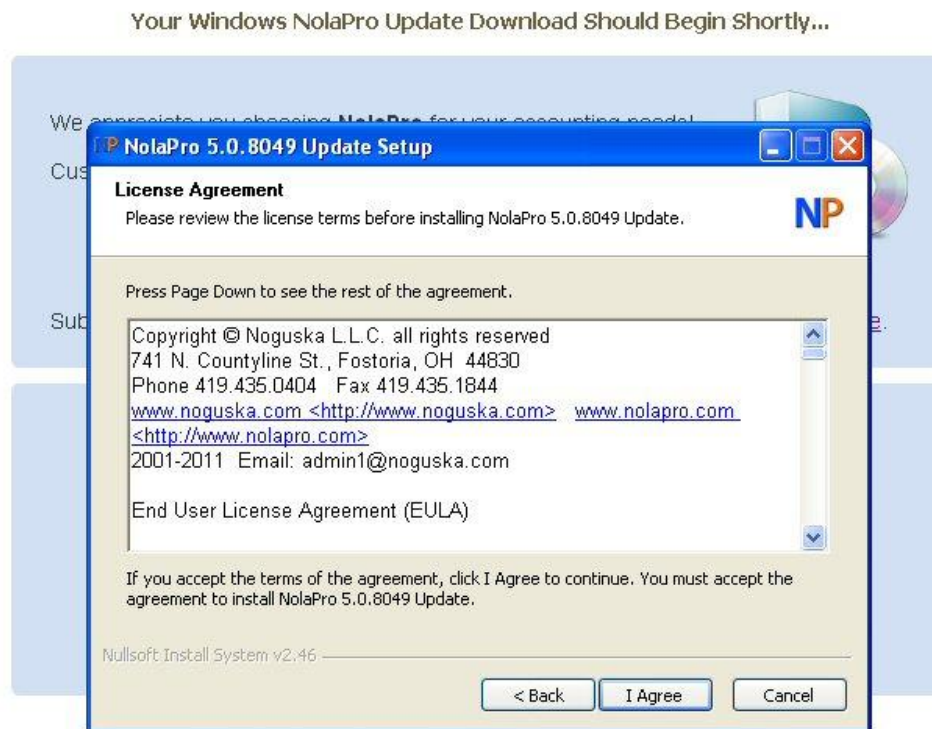 Your Windows NolaPro Update Download Should Begin Shortly...
We
NolaPro 5.0.8049 Update Setup
Cus
License Agreement
Please review the license terms before installing NolaPro 5.0.8049 Update.
NP
Press Page Down to see the rest of the agreement.
Sub
e.
Copyright © Noguska L.L.C. all rights reserved
741 N. Countyline St., Fostoria, OH 44830
Phone 419.435.0404 Fax 419.435.1844
www.noguska.com <http://www.noguska.com> www.nolapro.com
<http://www.nolapro.com>
2001-2011 Email: admin1@noguska.com
End User License Agreement (EULA)
If you accept the terms of the agreement, click I Agree to continue. You must accept the
agreement to install NolaPro 5.0.8049 Update.
Nullsoft Install System v2.46
< Back I Agree Cancel